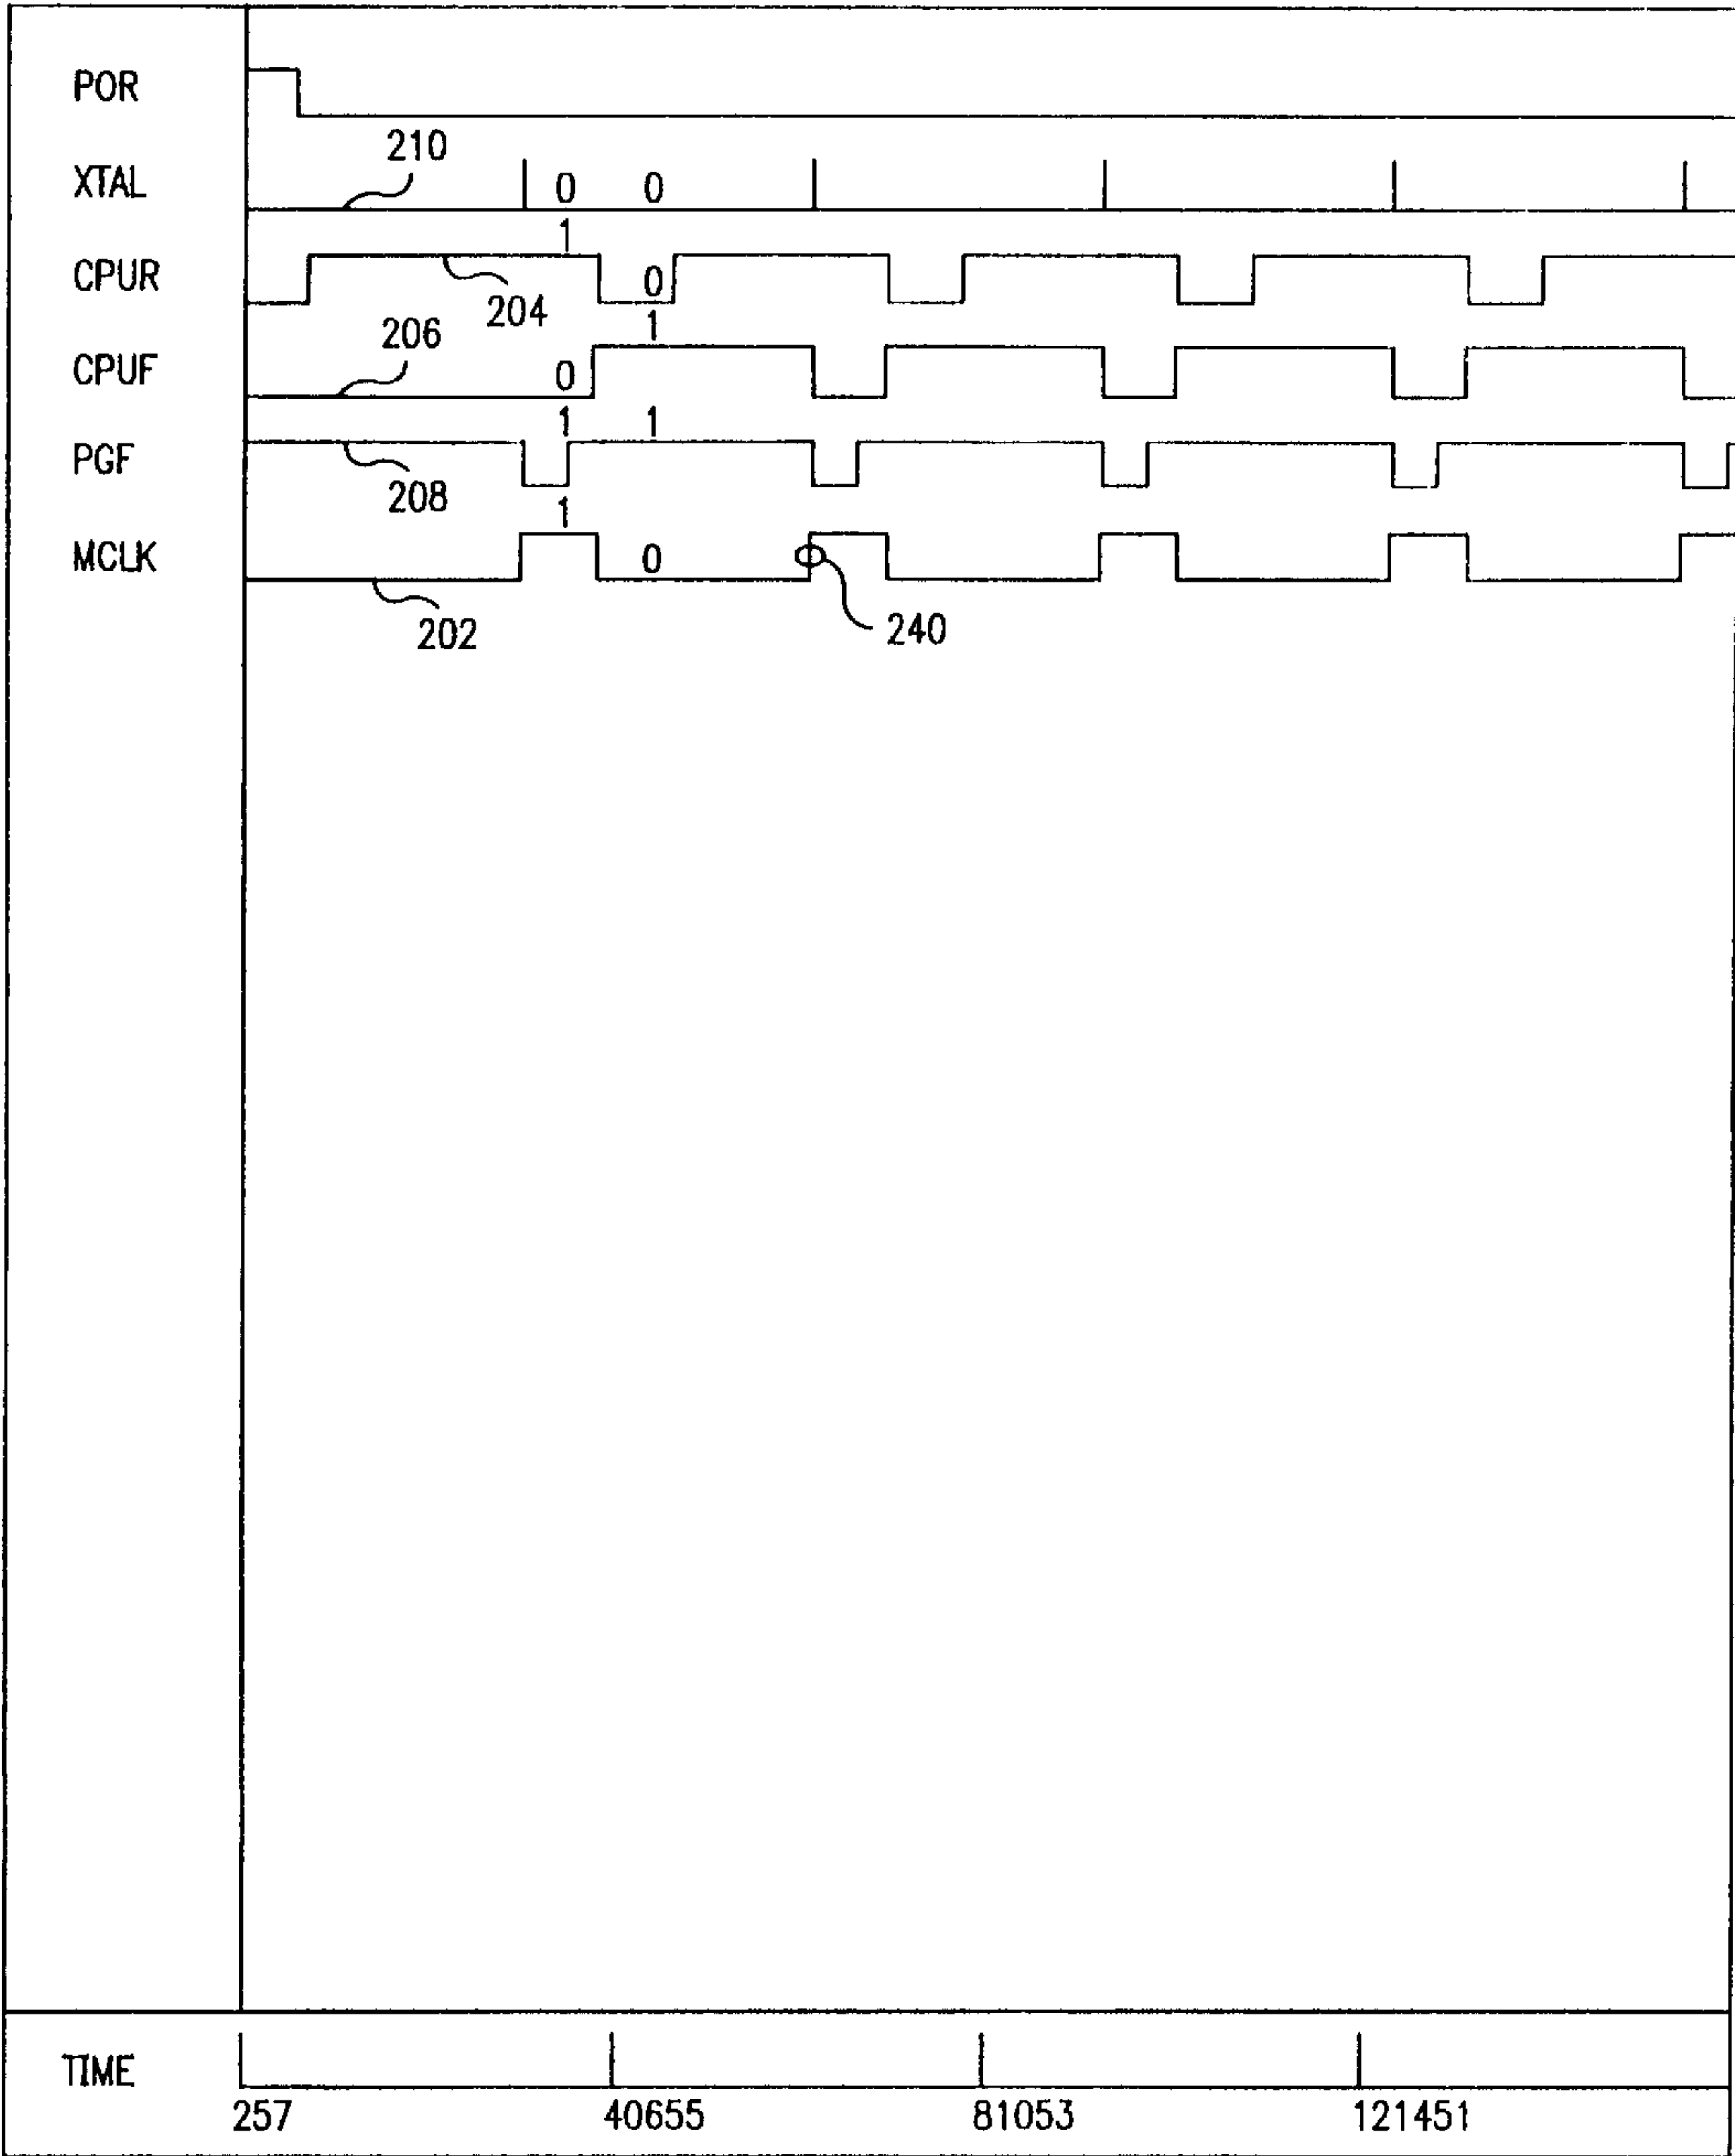 POR
210
XTAL 0 0
1
CPUR 0
204
206 1
CPUF 0
1 1
PGF
208
1
MCLK 0
202 240
TIME
257 40655 81053 121451